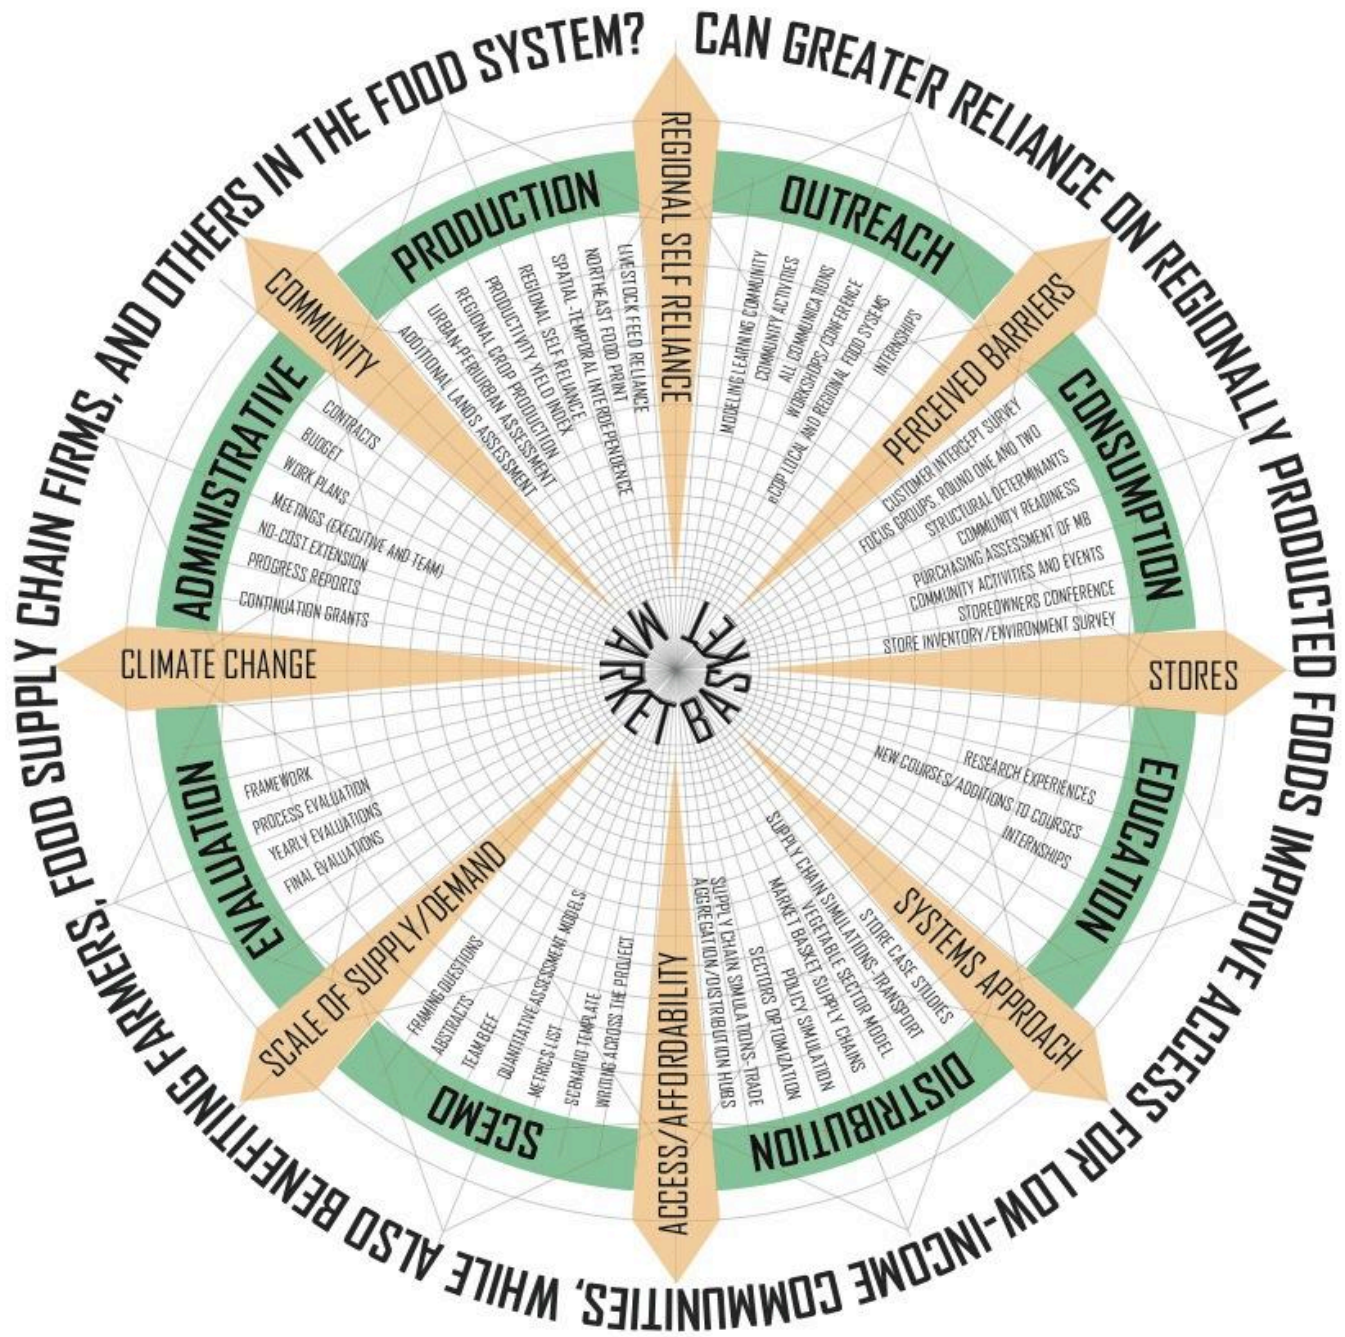 CAN GREATER RELIANCE ON REGIONALLY PRODUCED FOODS IMPROVE ACCESS FOR LOW-INCOME COMMUNITIES, WHILE ALSO BENEFITING FARMERS, FOOD SUPPLY CHAIN FIRMS, AND OTHERS IN THE FOOD SYSTEM?
REGIONAL SELF RELIANCE
OUTREACH
MODELING LEARNING COMMUNITY
COMMUNITY ACTIVITIES
ALL COMMUNICATIONS
WORKSHOPS/CONFERENCE
eCOP LOCAL AND REGIONAL FOOD SYSEMS
INTERNSHIPS
PERCEIVED BARRIERS
CONSUMPTION
CUSTOMER INTERCEPT SURVEY
FOCUS GROUPS, ROUND ONE AND TWO
STRUCTURAL DETERMINANTS
COMMUNITY READINESS
PURCHASING ASSESSMENT OF MB
COMMUNITY ACTIVITIES AND EVENTS
STOREOWNERS CONFERENCE
STORE INVENTORY/ENVIRONMENT SURVEY
STORES
EDUCATION
RESEARCH EXPERIENCES
NEW COURSES/ADDITIONS TO COURSES
INTERNSHIPS
SYSTEMS APPROACH
DISTRIBUTION
STORE CASE STUDIES
SUPPLY CHAIN SIMULATIONS-TRANSPORT
VEGETABLE SECTOR MODEL
MARKET BASKET SUPPLY CHAINS
POLICY SIMULATION
SECTORS OPTOMIZATION
SUPPLY CHAIN SIMULATIONS-TRADE
AGGREGATION/DISTRIBUTION HUBS
ACCESS/AFFORDABILITY
SCEMO
WRITING ACROSS THE PROJECT
SCENARIO TEMPLATE
METRICS LIST
QUANTITATIVE ASSESSMENT MODELS
TEAM BEEF
ABSTRACTS
FRAMING QUESTIONS
SCALE OF SUPPLY/DEMAND
EVALUATION
FRAMEWORK
PROCESS EVALUATION
YEARLY EVALUATIONS
FINAL EVALUATIONS
CLIMATE CHANGE
ADMINISTRATIVE
CONTRACTS
BUDGET
WORK PLANS
MEETINGS (EXECUTIVE AND TEAM)
NO-COST EXTENSION
PROGRESS REPORTS
CONTINUATION GRANTS
COMMUNITY
PRODUCTION
ADDITIONAL LANDS ASSESSMENT
URBAN-PERIURBAN ASSESSMENT
REGIONAL CROP PRODUCTION
PRODUCTIVITY YIELD INDEX
REGIONAL SELF RELIANCE
SPATIAL-TEMPORAL INTERDEPENDENCE
NORTHEAST FOOD PRINT
LIVESTOCK FEED RELIANCE
MARKET BASKET